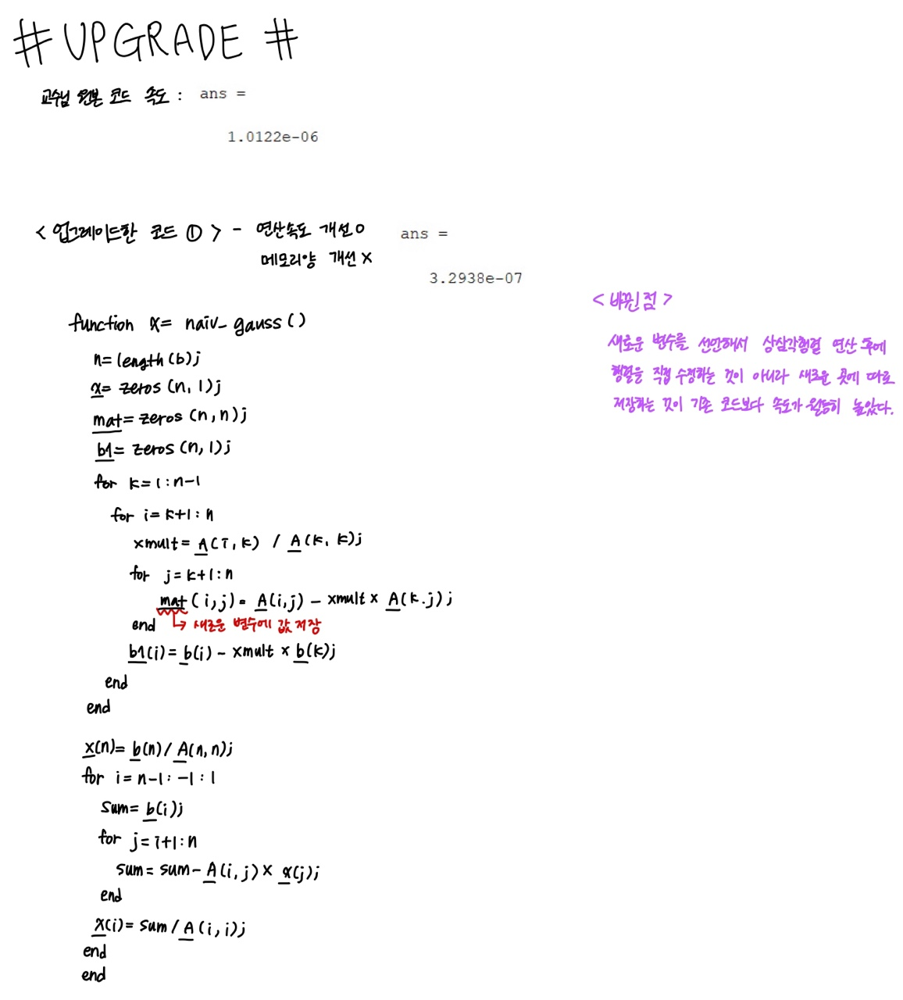 # UPGRADE #
교수님 원본 코드 속도 : ans =
1.0122e-06
< 업그레이드한 코드 ① > - 연산속도 개선 O ans =
메모리양 개선 X
3.2938e-07
< 바뀐 점 >
새로운 변수를 선언해서 상삼각행렬 연산 후에
행렬을 직접 수정하는 것이 아니라 새로운 곳에 따로
저장하는 것이 기존 코드보다 속도가 월등히 높았다.
function x= naiv_gauss()
n=length(b);
x= zeros(n,1);
mat= zeros(n,n);
b1= zeros(n,1);
for k=1:n-1
for i=k+1:n
xmult= A(i,k) / A(k,k);
for j=k+1:n
mat(i,j)= A(i,j) - xmult × A(k,j);
end ↳ 새로운 변수에 값 저장
b1(i)= b(i) - xmult × b(k);
end
end
x(n)= b(n)/A(n,n);
for i=n-1:-1:1
sum= b(i);
for j=i+1:n
sum= sum- A(i,j)× x(j);
end
x(i)= sum/A(i,i);
end
end